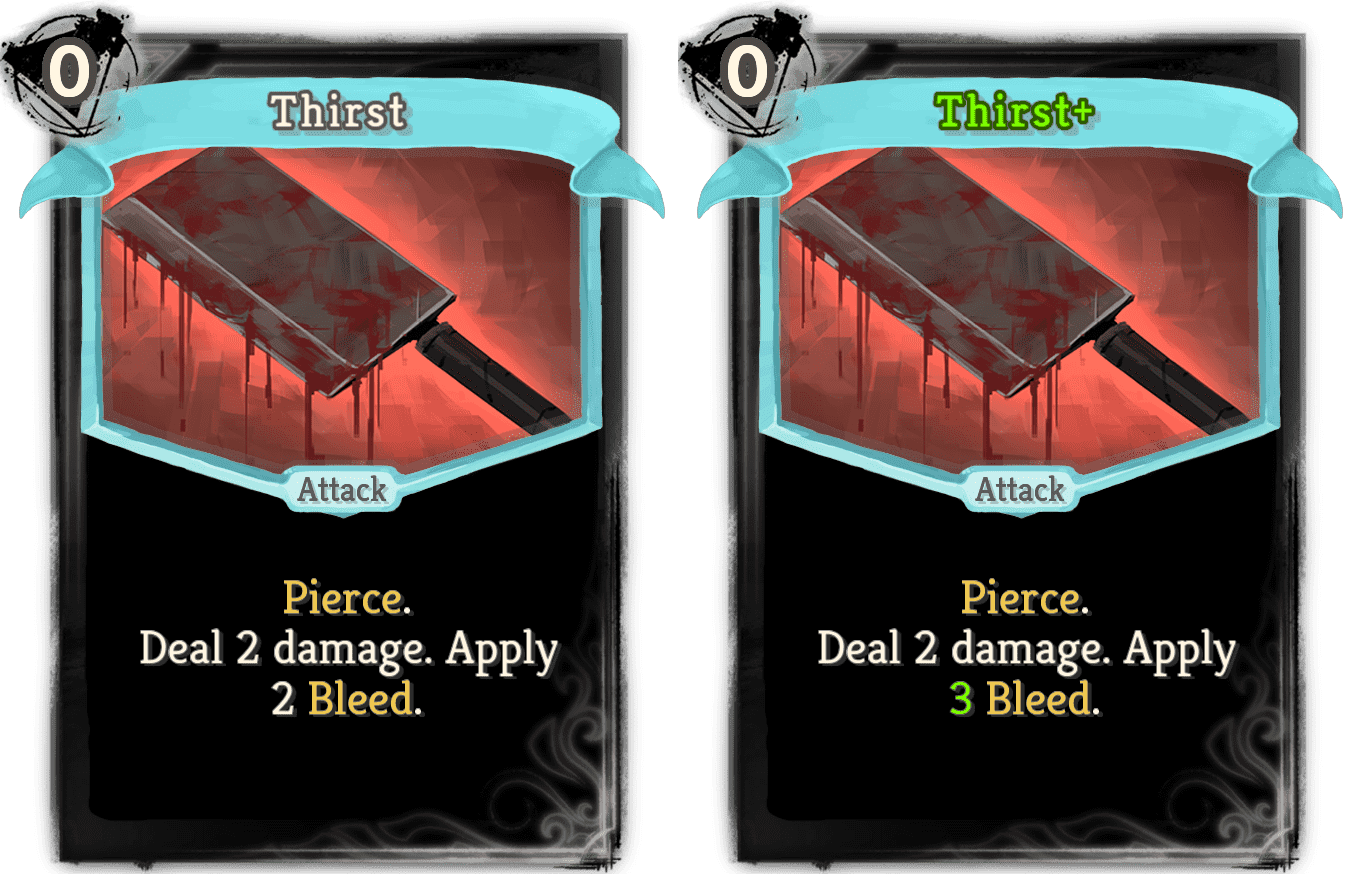 0
Thirst
Attack
Pierce.
Deal 2 damage. Apply
2 Bleed.
0
Thirst+
Attack
Pierce.
Deal 2 damage. Apply
3 Bleed.